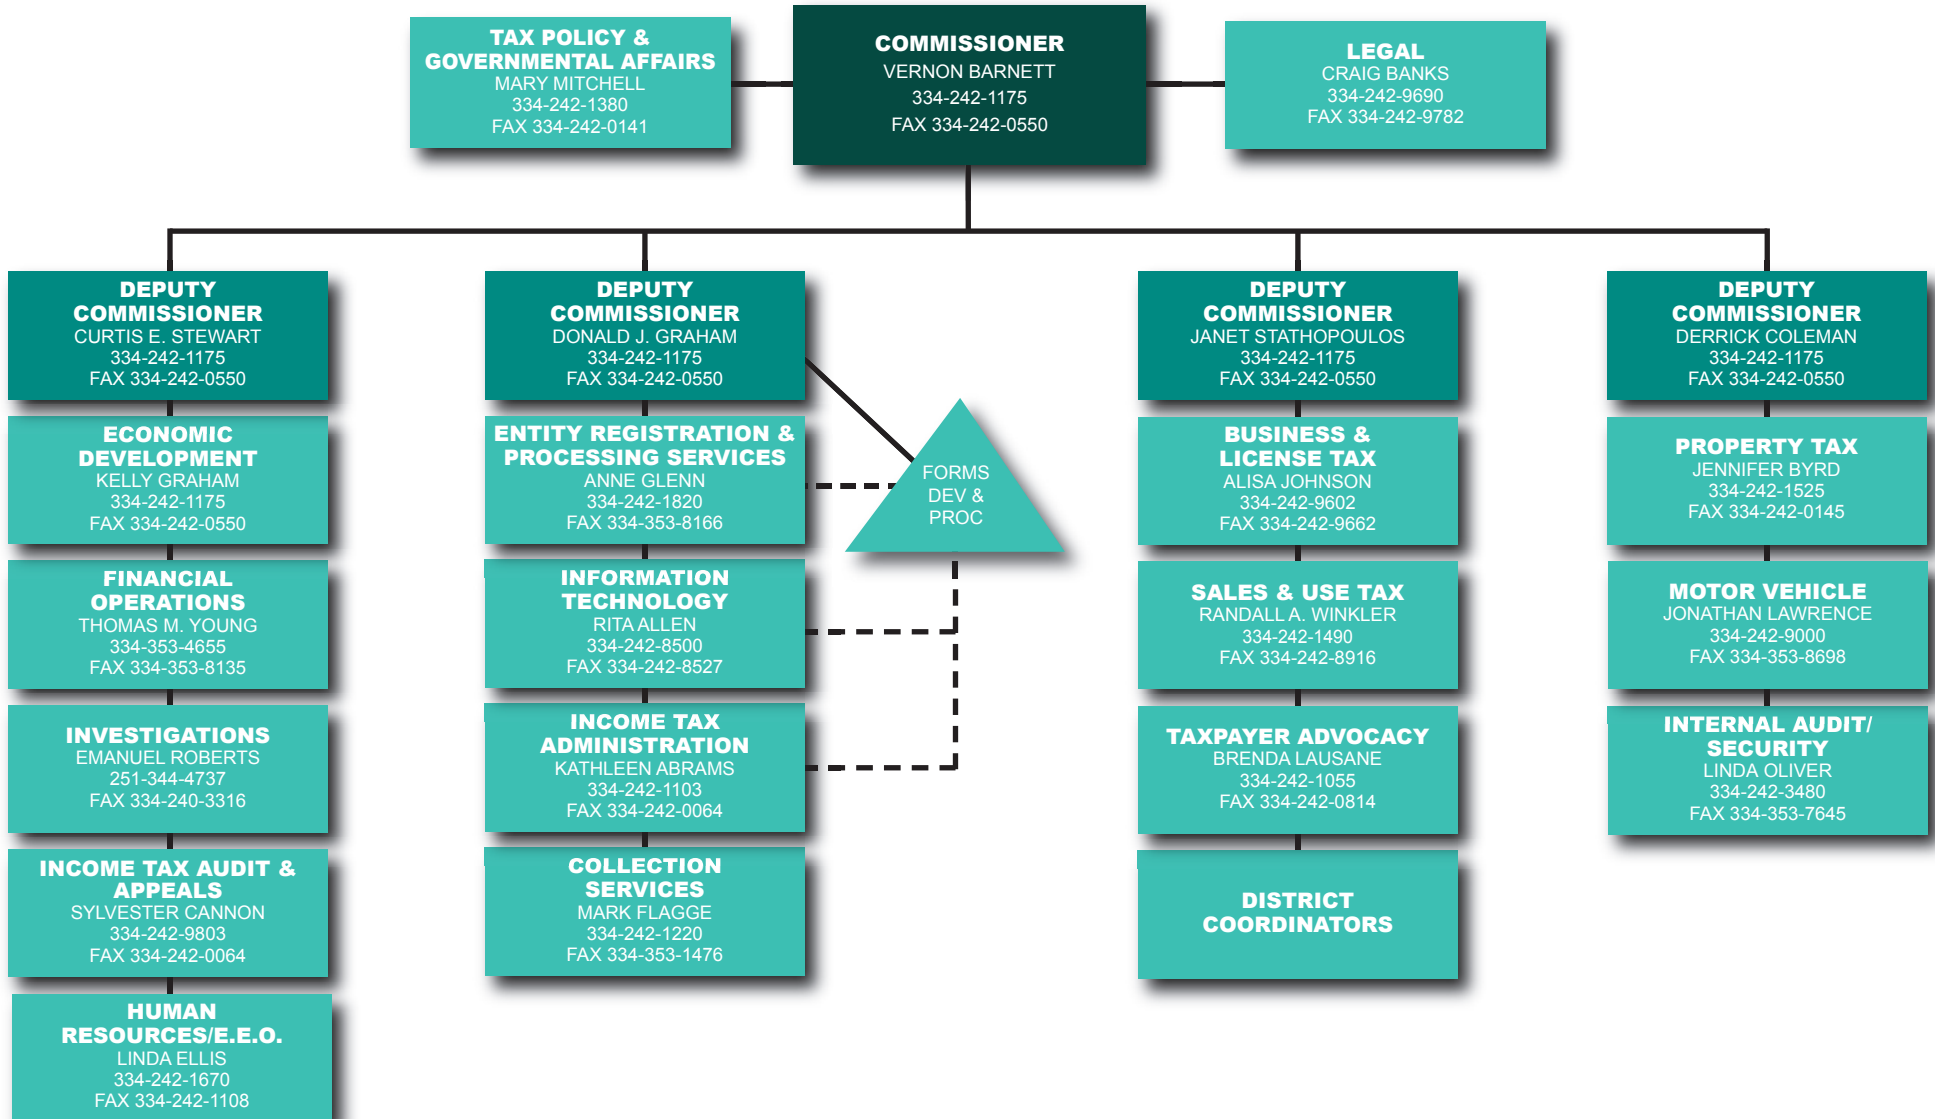 TAX POLICY &
GOVERNMENTAL AFFAIRS
MARY MITCHELL
334-242-1380
FAX 334-242-0141
COMMISSIONER
VERNON BARNETT
334-242-1175
FAX 334-242-0550
LEGAL
CRAIG BANKS
334-242-9690
FAX 334-242-9782
DEPUTY
COMMISSIONER
CURTIS E. STEWART
334-242-1175
FAX 334-242-0550
ECONOMIC
DEVELOPMENT
KELLY GRAHAM
334-242-1175
FAX 334-242-0550
FINANCIAL
OPERATIONS
THOMAS M. YOUNG
334-353-4655
FAX 334-353-8135
INVESTIGATIONS
EMANUEL ROBERTS
251-344-4737
FAX 334-240-3316
INCOME TAX AUDIT &
APPEALS
SYLVESTER CANNON
334-242-9803
FAX 334-242-0064
HUMAN
RESOURCES/E.E.O.
LINDA ELLIS
334-242-1670
FAX 334-242-1108
DEPUTY
COMMISSIONER
DONALD J. GRAHAM
334-242-1175
FAX 334-242-0550
ENTITY REGISTRATION &
PROCESSING SERVICES
ANNE GLENN
334-242-1820
FAX 334-353-8166
INFORMATION
TECHNOLOGY
RITA ALLEN
334-242-8500
FAX 334-242-8527
INCOME TAX
ADMINISTRATION
KATHLEEN ABRAMS
334-242-1103
FAX 334-242-0064
COLLECTION
SERVICES
MARK FLAGGE
334-242-1220
FAX 334-353-1476
FORMS
DEV &
PROC
DEPUTY
COMMISSIONER
JANET STATHOPOULOS
334-242-1175
FAX 334-242-0550
BUSINESS &
LICENSE TAX
ALISA JOHNSON
334-242-9602
FAX 334-242-9662
SALES & USE TAX
RANDALL A. WINKLER
334-242-1490
FAX 334-242-8916
TAXPAYER ADVOCACY
BRENDA LAUSANE
334-242-1055
FAX 334-242-0814
DISTRICT
COORDINATORS
DEPUTY
COMMISSIONER
DERRICK COLEMAN
334-242-1175
FAX 334-242-0550
PROPERTY TAX
JENNIFER BYRD
334-242-1525
FAX 334-242-0145
MOTOR VEHICLE
JONATHAN LAWRENCE
334-242-9000
FAX 334-353-8698
INTERNAL AUDIT/
SECURITY
LINDA OLIVER
334-242-3480
FAX 334-353-7645